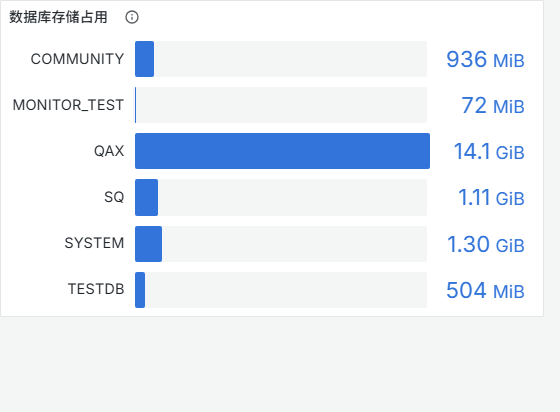 数据库存储占用
COMMUNITY 936 MiB
MONITOR_TEST 72 MiB
QAX 14.1 GiB
SQ 1.11 GiB
SYSTEM 1.30 GiB
TESTDB 504 MiB